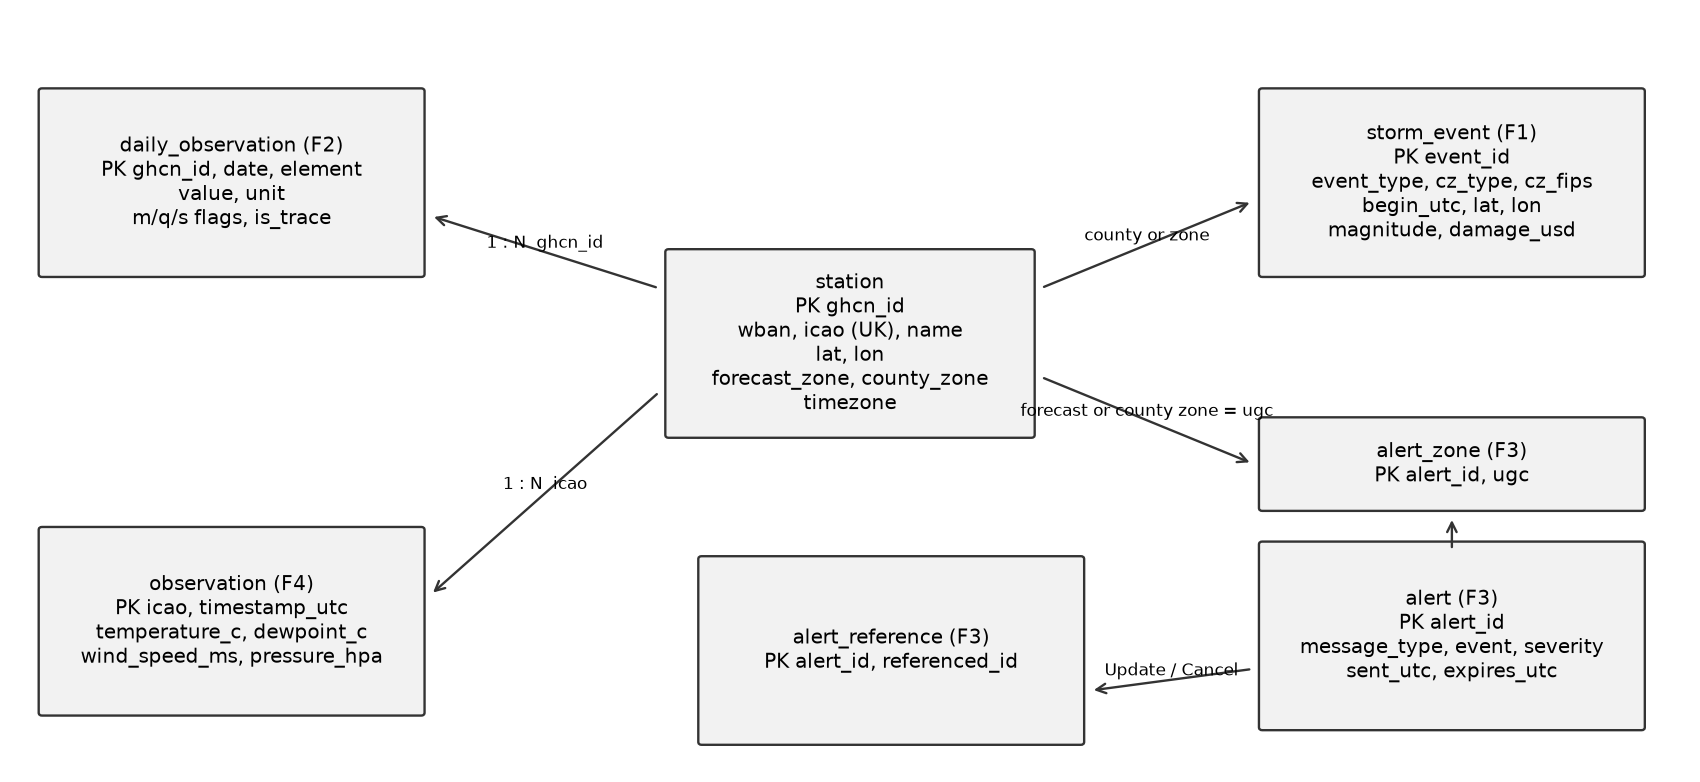 daily_observation (F2)
PK ghcn_id, date, element
value, unit
m/q/s flags, is_trace
storm_event (F1)
PK event_id
event_type, cz_type, cz_fips
begin_utc, lat, lon
magnitude, damage_usd
1 : N  ghcn_id
county or zone
station
PK ghcn_id
wban, icao (UK), name
lat, lon
forecast_zone, county_zone
timezone
forecast or county zone = ugc
alert_zone (F3)
PK alert_id, ugc
1 : N  icao
observation (F4)
PK icao, timestamp_utc
temperature_c, dewpoint_c
wind_speed_ms, pressure_hpa
alert_reference (F3)
PK alert_id, referenced_id
Update / Cancel
alert (F3)
PK alert_id
message_type, event, severity
sent_utc, expires_utc